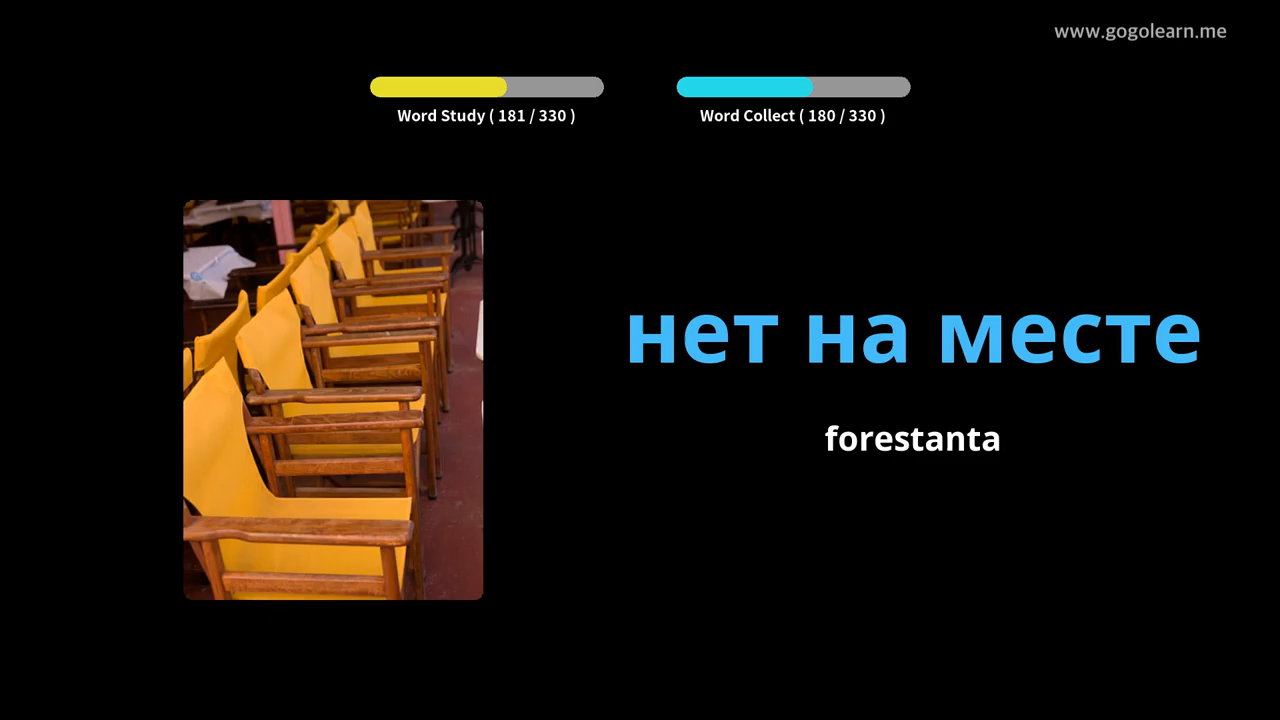 www.gogolearn.me
Word Study ( 181 / 330 )
Word Collect ( 180 / 330 )
нет на месте
forestanta